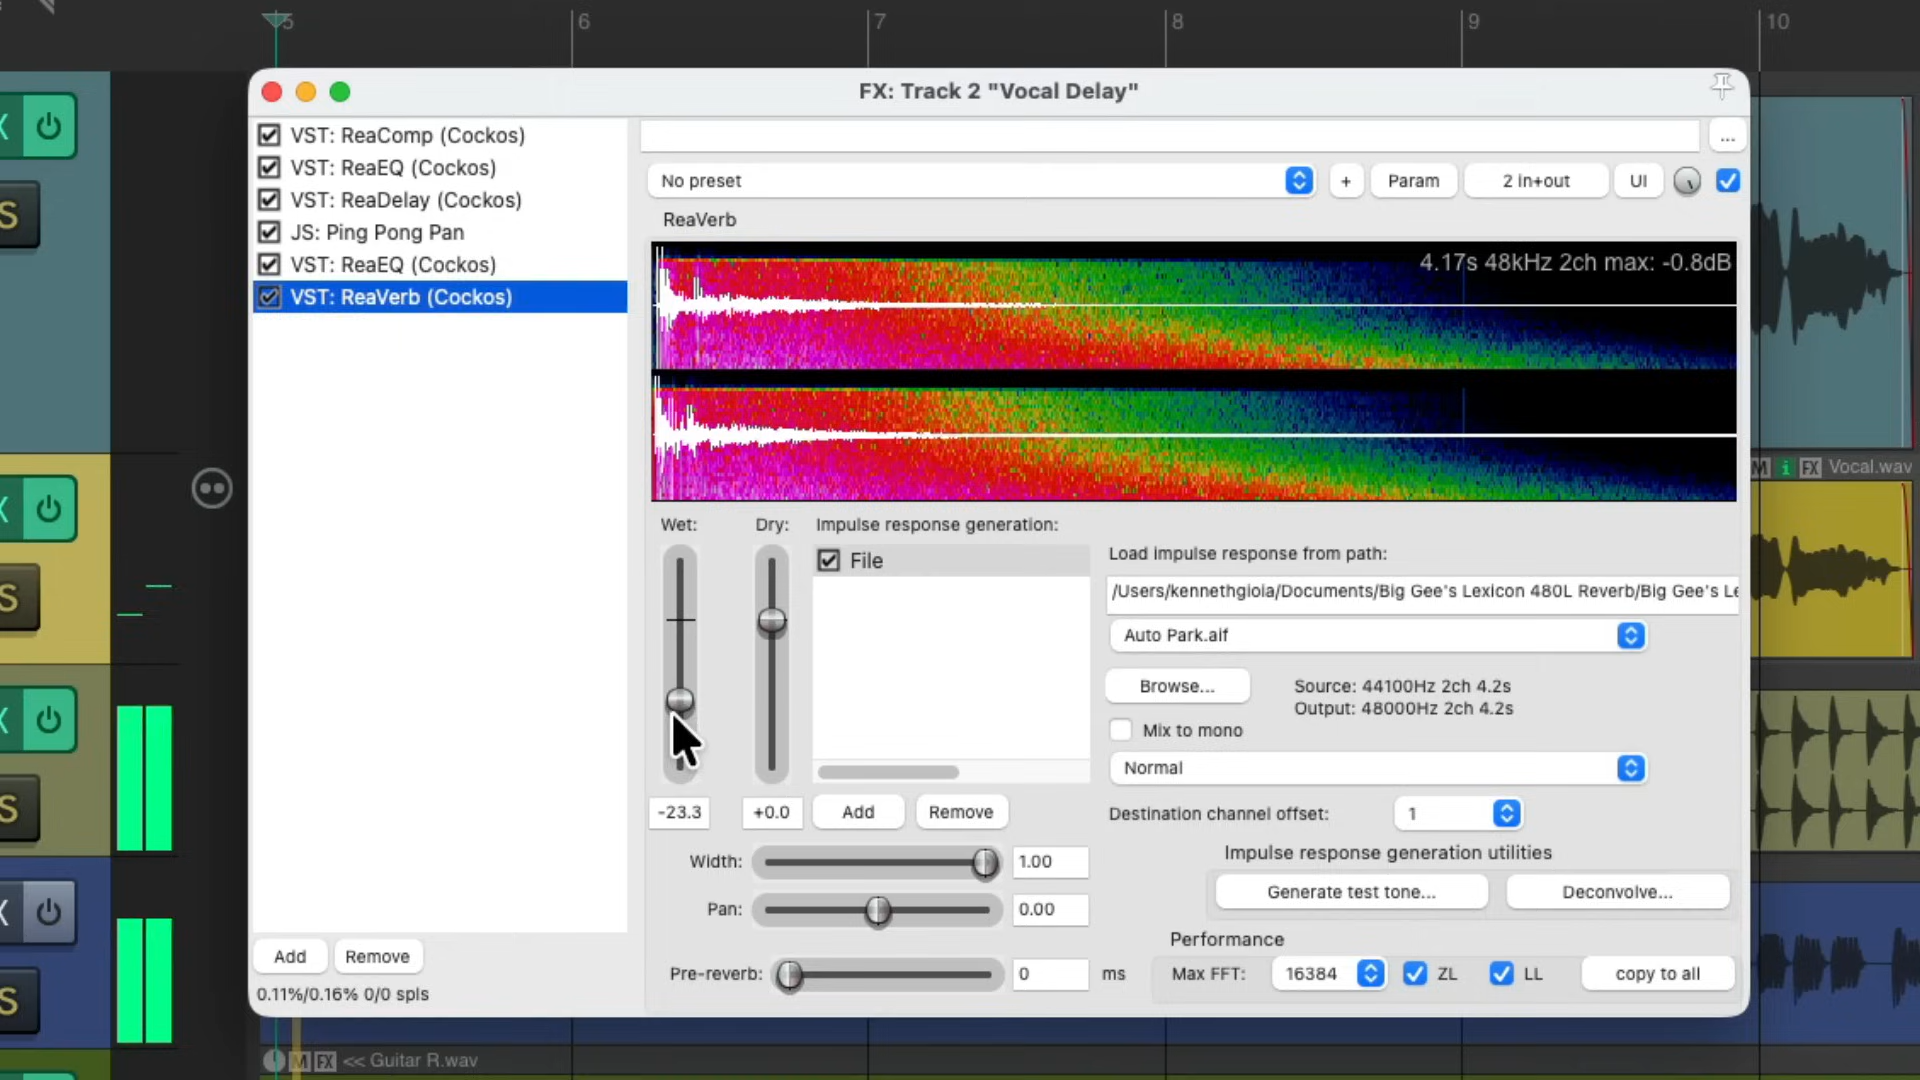 5
6
7
8
9
10
FX: Track 2 "Vocal Delay"
VST: ReaComp (Cockos)
VST: ReaEQ (Cockos)
VST: ReaDelay (Cockos)
JS: Ping Pong Pan
VST: ReaEQ (Cockos)
VST: ReaVerb (Cockos)
Add
Remove
0.11%/0.16% 0/0 spls
...
No preset
+
Param
2 in+out
UI
ReaVerb
4.17s 48kHz 2ch max: -0.8dB
Wet:
Dry:
Impulse response generation:
File
-23.3
+0.0
Add
Remove
Width:
1.00
Pan:
0.00
Pre-reverb:
0
ms
Load impulse response from path:
/Users/kennethgioia/Documents/Big Gee's Lexicon 480L Reverb/Big Gee's Le
Auto Park.aif
Browse...
Source: 44100Hz 2ch 4.2s
Output: 48000Hz 2ch 4.2s
Mix to mono
Normal
Destination channel offset:
1
Impulse response generation utilities
Generate test tone...
Deconvolve...
Performance
Max FFT:
16384
ZL
LL
copy to all
X
S
X
S
X
S
X
S
M i FX Vocal.wav
M FX << Guitar R.wav